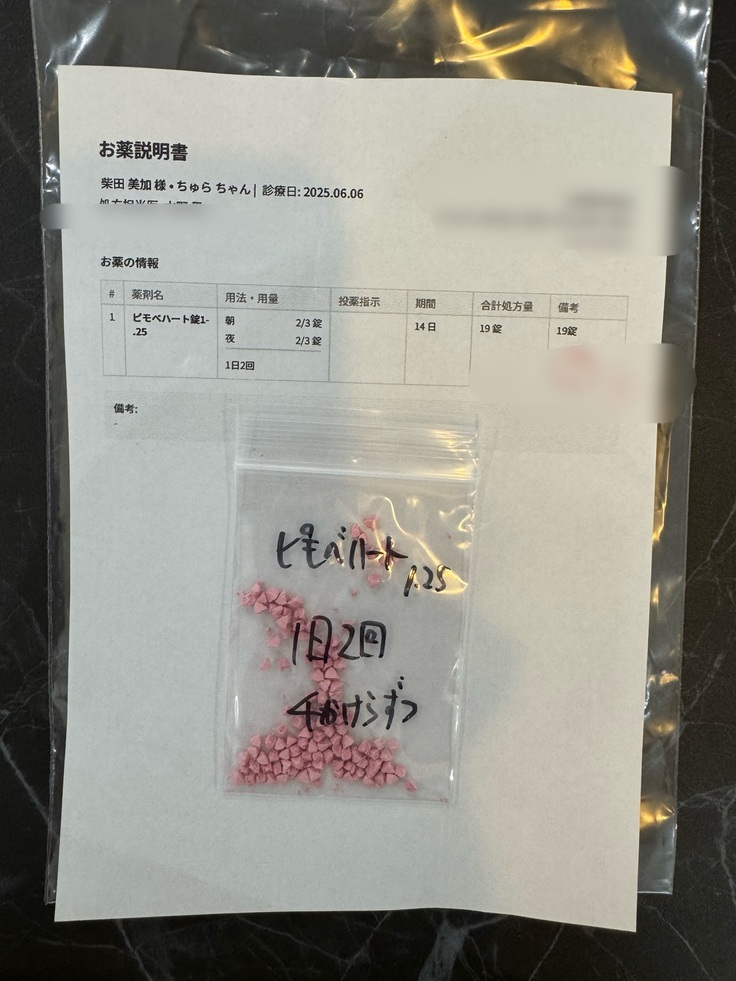 お薬説明書
柴田 美加 様 • ちゅら ちゃん | 診療日: 2025.06.06
お薬の情報
# 薬剤名 用法・用量 投薬指示 期間 合計処方量 備考
1 ピモベハート錠1- 朝 2/3 錠 14 日 19 錠 19錠
.25 夜 2/3 錠
1日2回
備考:
-
ピモベハート
1.25
1日2回
4かけらずつ